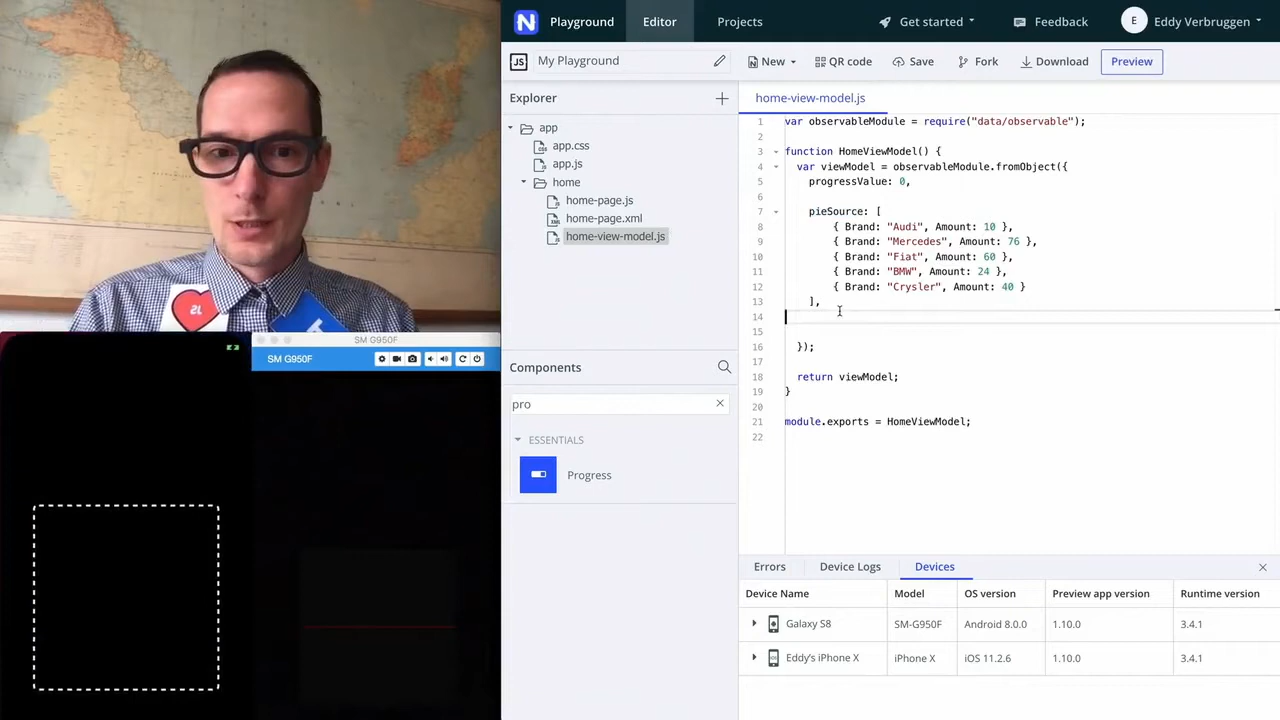 Playground Editor Projects Get started Feedback E Eddy Verbruggen
JS My Playground New QR code Save Fork Download Preview
Explorer
app
app.css
app.js
home
home-page.js
home-page.xml
home-view-model.js
home-view-model.js
1 var observableModule = require("data/observable");
2
3 function HomeViewModel() {
4 var viewModel = observableModule.fromObject({
5 progressValue: 0,
6
7 pieSource: [
8 { Brand: "Audi", Amount: 10 },
9 { Brand: "Mercedes", Amount: 76 },
10 { Brand: "Fiat", Amount: 60 },
11 { Brand: "BMW", Amount: 24 },
12 { Brand: "Crysler", Amount: 40 }
13 ],
14
15
16 });
17
18 return viewModel;
19 }
20
21 module.exports = HomeViewModel;
22
SM G950F
SM G950F
Components
pro
ESSENTIALS
Progress
Errors Device Logs Devices
Device Name Model OS version Preview app version Runtime version
Galaxy S8 SM-G950F Android 8.0.0 1.10.0 3.4.1
Eddy's iPhone X iPhone X iOS 11.2.6 1.10.0 3.4.1